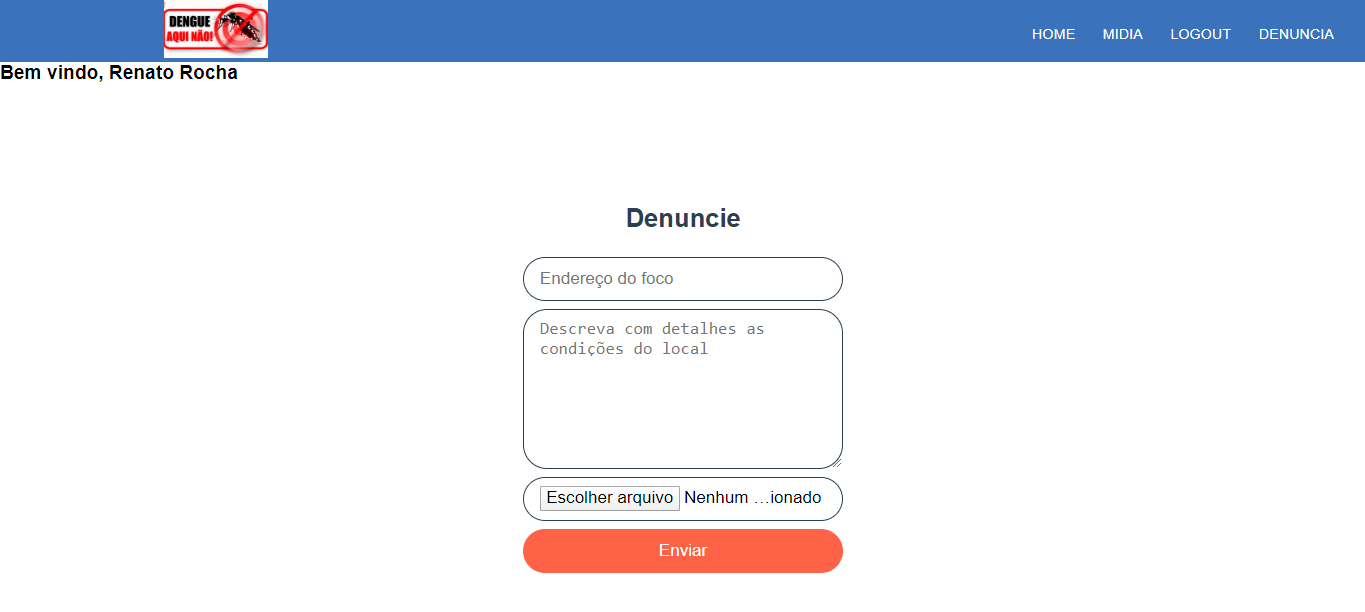 DENGUE
AQUI NÃO!
HOME MIDIA LOGOUT DENUNCIA
Bem vindo, Renato Rocha
Denuncie
Endereço do foco
Descreva com detalhes as
condições do local
Escolher arquivo Nenhum …ionado
Enviar